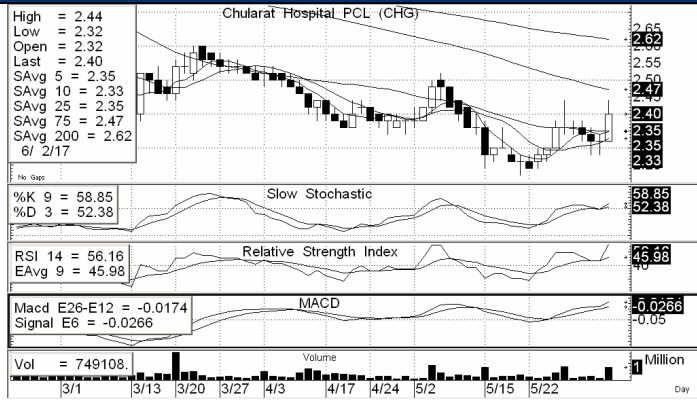 Chularat Hospital PCL (CHG)
High = 2.44
Low = 2.32
Open = 2.32
Last = 2.40
SAvg 5 = 2.35
SAvg 10 = 2.33
SAvg 25 = 2.35
SAvg 75 = 2.47
SAvg 200 = 2.62
6/ 2/17
No Gaps
2.65
2.62
2.55
2.50
2.47
2.40
2.35
2.33
Slow Stochastic
%K 9 = 58.85
%D 3 = 52.38
58.85
52.38
Relative Strength Index
RSI 14 = 56.16
EAvg 9 = 45.98
45.98
40
MACD
Macd E26-E12 = -0.0174
Signal E6 = -0.0266
-0.0266
-0.05
Volume
Vol = 749108.
1 Million
3/1 3/13 3/20 3/27 4/3 4/17 4/24 5/2 5/15 5/22 Day